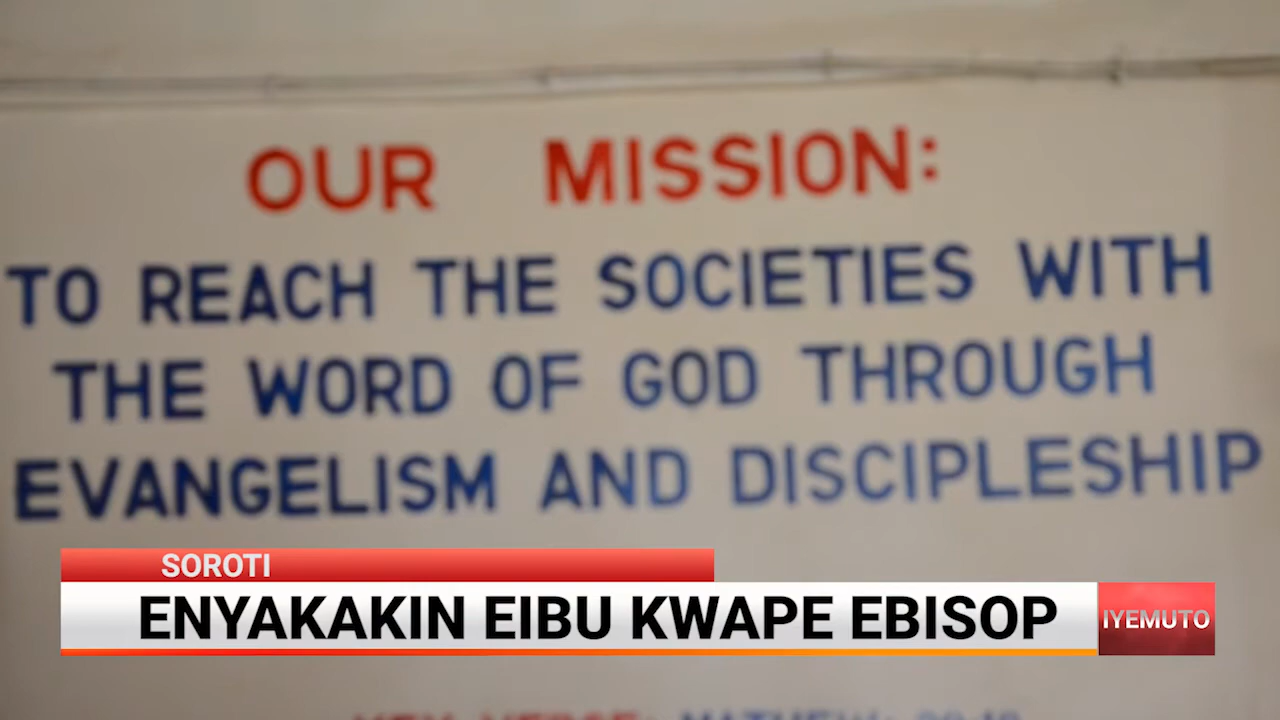 OUR MISSION:
TO REACH THE SOCIETIES WITH
THE WORD OF GOD THROUGH
EVANGELISM AND DISCIPLESHIP
SOROTI
ENYAKAKIN EIBU KWAPE EBISOP
IYEMUTO